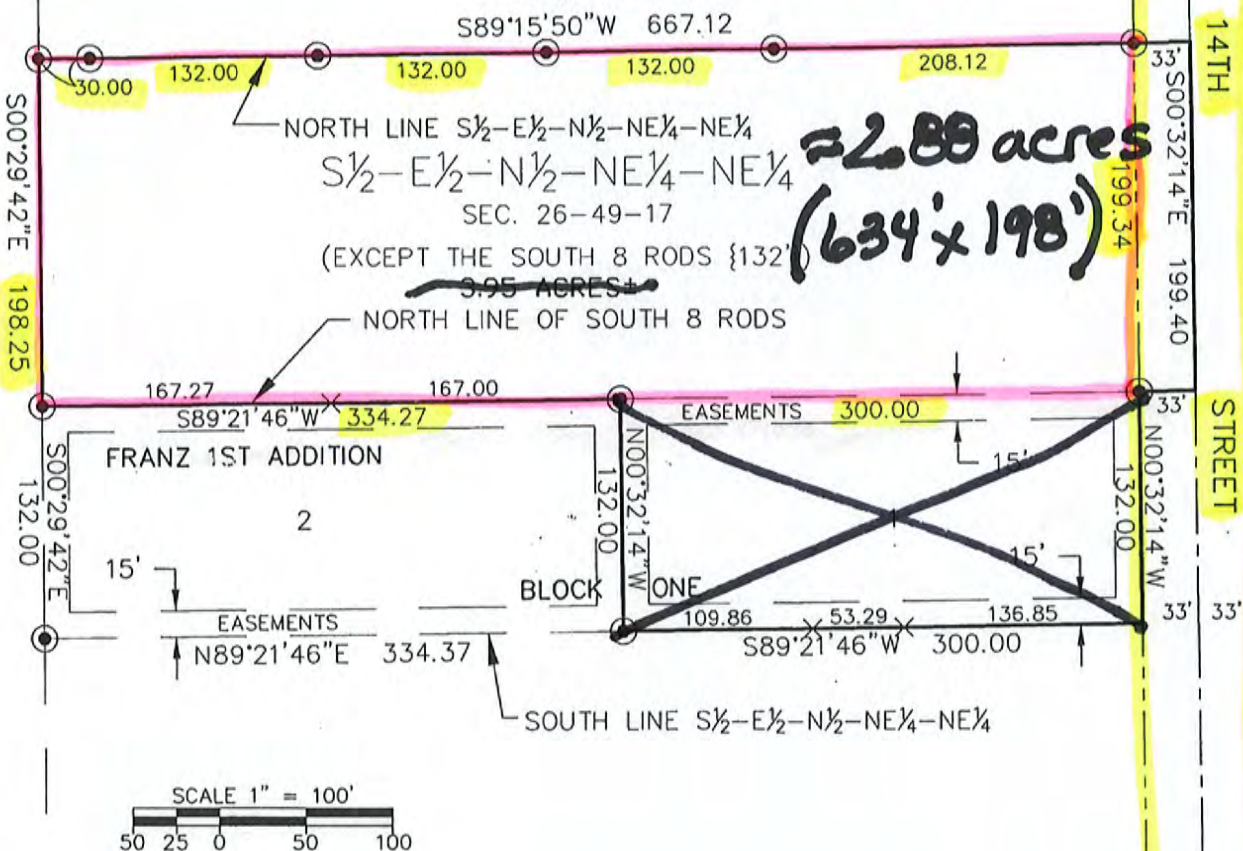 S89°15'50"W 667.12
30.00 132.00 132.00 132.00 208.12 33'
14TH
NORTH LINE S½-E½-N½-NE¼-NE¼
S½-E½-N½-NE¼-NE¼
SEC. 26-49-17
(EXCEPT THE SOUTH 8 RODS {132'
3.95 ACRES±
≈2.88 acres
(634' x 198')
199.34
S00°32'14"E 199.40
S00°29'42"E 198.25
NORTH LINE OF SOUTH 8 RODS
167.27 167.00
S89°21'46"W 334.27
EASEMENTS 300.00
33'
STREET
FRANZ 1ST ADDITION
15'
S00°29'42"E
132.00
2
132.00
N00°32'14"W
132.00
N00°32'14"W
15'
15'
BLOCK ONE
EASEMENTS
109.86 53.29 136.85
33' 33'
N89°21'46"E 334.37
S89°21'46"W 300.00
SOUTH LINE S½-E½-N½-NE¼-NE¼
SCALE 1" = 100'
50 25 0 50 100